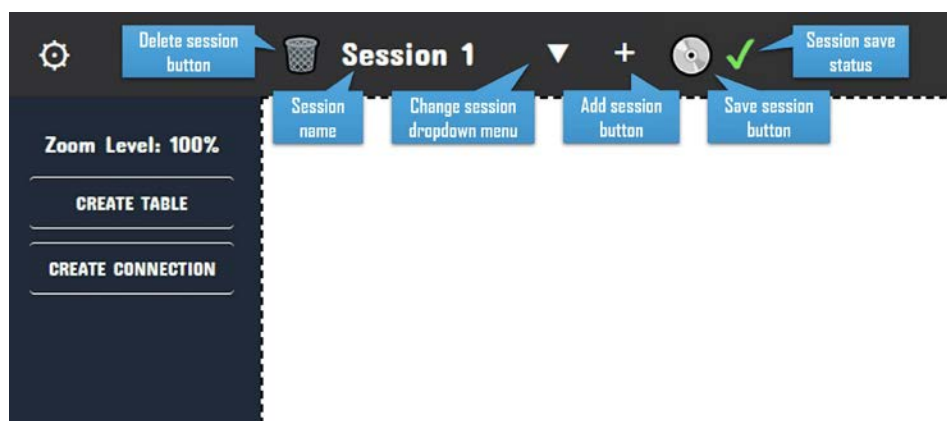 Delete session
button
Session 1
Session save
status
Session
name
Change session
dropdown menu
Add session
button
Save session
button
Zoom Level: 100%
CREATE TABLE
CREATE CONNECTION